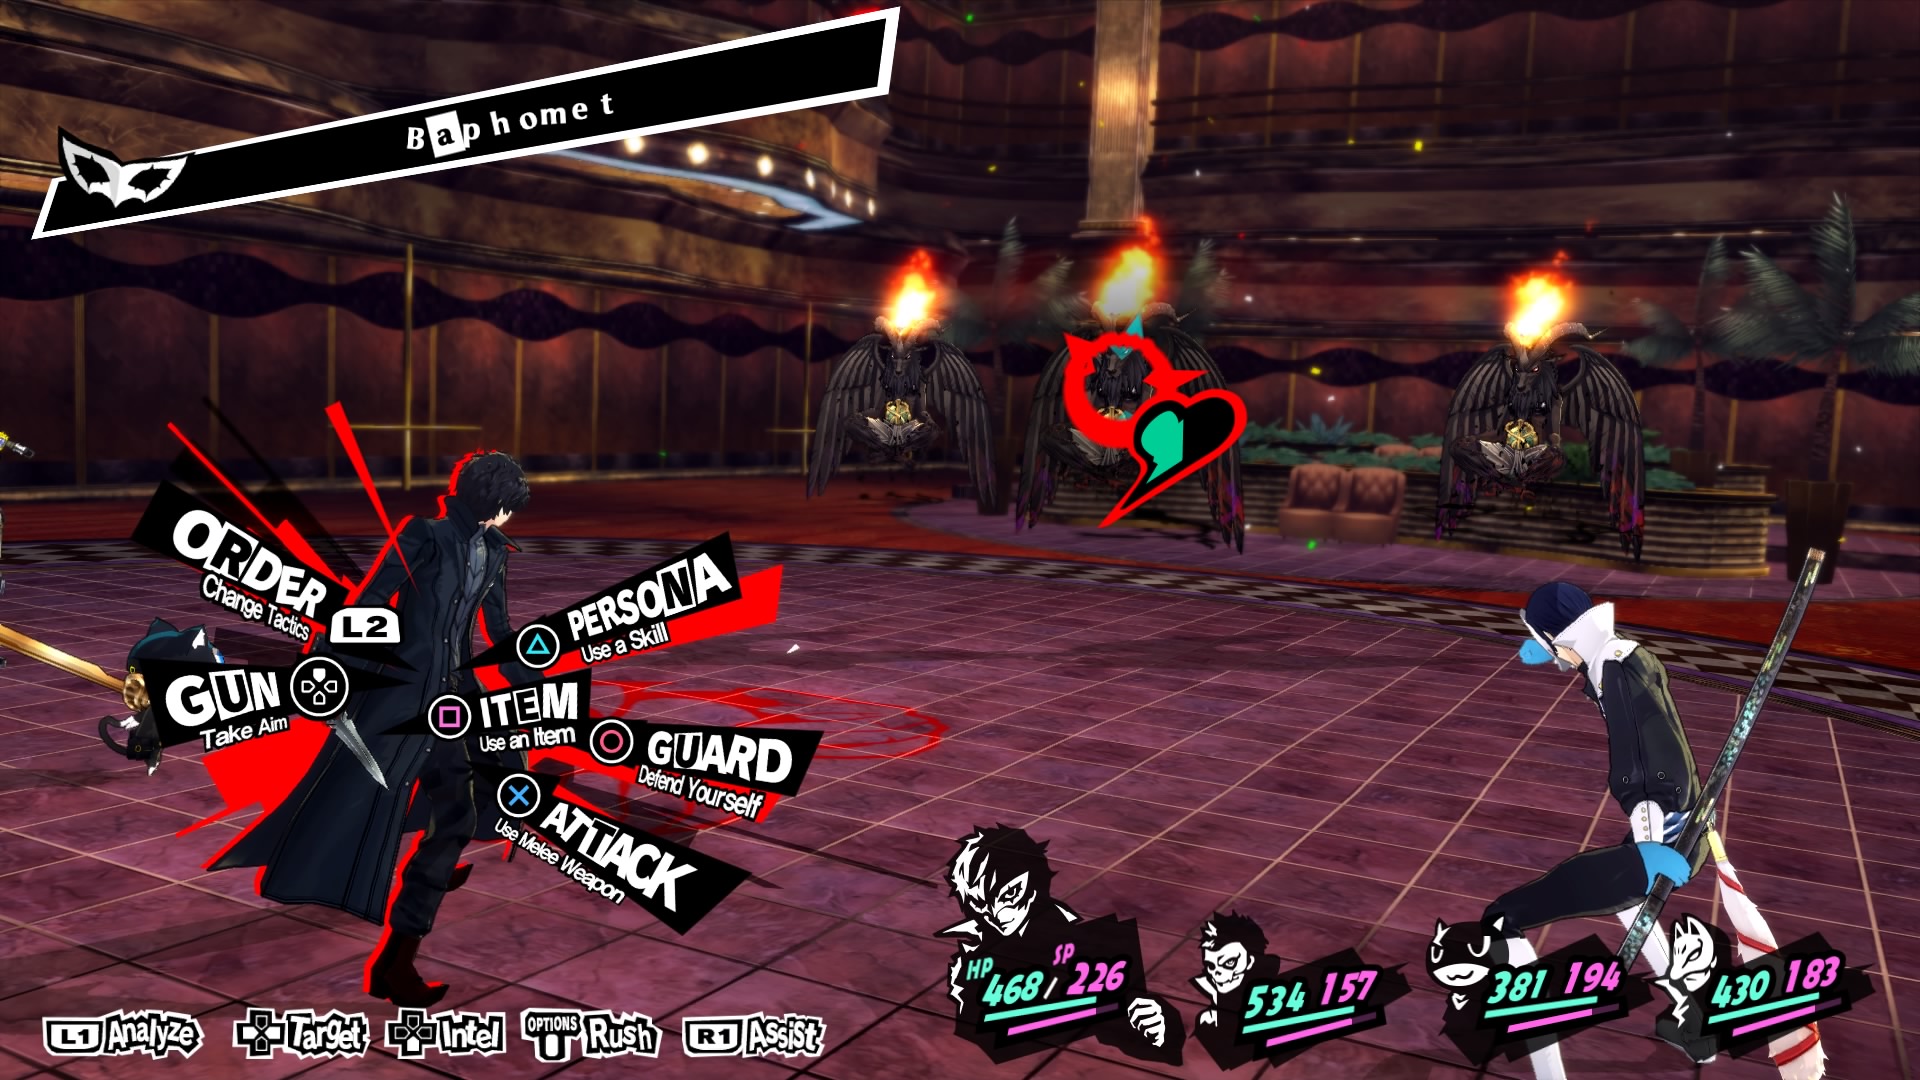 Baphomet
ORDER
Change Tactics
L2
GUN
Take Aim
PERSONA
Use a Skill
ITEM
Use an Item
GUARD
Defend Yourself
ATTACK
Use Melee Weapon
HP 468/ SP 226
534 157
381 194
430 183
L1 Analyze Target Intel OPTIONS Rush R1 Assist